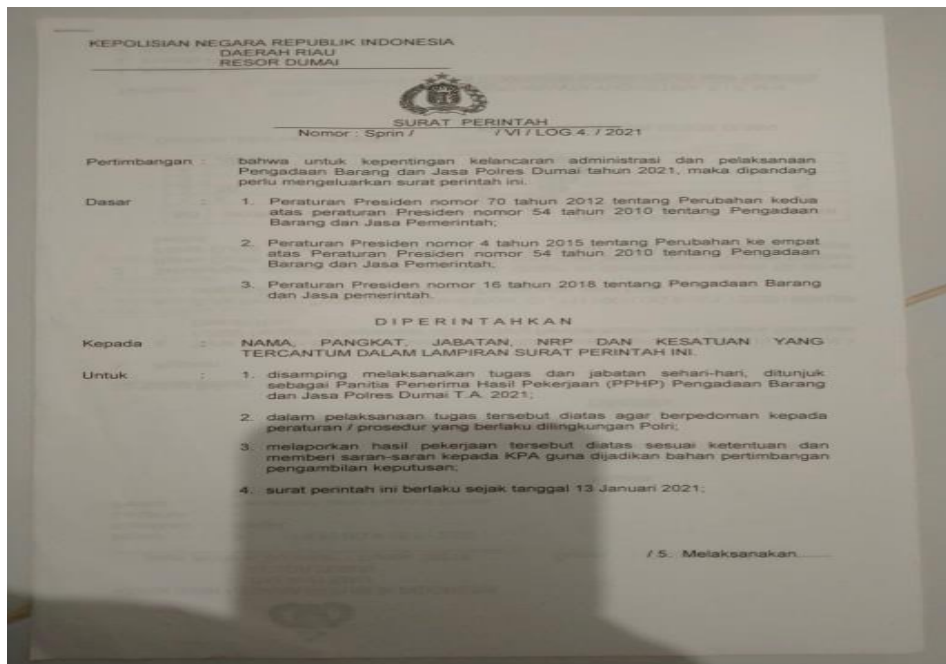 KEPOLISIAN NEGARA REPUBLIK INDONESIA
DAERAH RIAU
RESOR DUMAI
SURAT PERINTAH
Nomor : Sprin / / VI / LOG.4. / 2021
Pertimbangan : bahwa untuk kepentingan kelancaran administrasi dan pelaksanaan
Pengadaan Barang dan Jasa Polres Dumai tahun 2021, maka dipandang
perlu mengeluarkan surat perintah ini.
Dasar : 1. Peraturan Presiden nomor 70 tahun 2012 tentang Perubahan kedua
atas peraturan Presiden nomor 54 tahun 2010 tentang Pengadaan
Barang dan Jasa Pemerintah;
2. Peraturan Presiden nomor 4 tahun 2015 tentang Perubahan ke empat
atas Peraturan Presiden nomor 54 tahun 2010 tentang Pengadaan
Barang dan Jasa Pemerintah;
3. Peraturan Presiden nomor 16 tahun 2018 tentang Pengadaan Barang
dan Jasa pemerintah.
DIPERINTAHKAN
Kepada : NAMA, PANGKAT, JABATAN, NRP DAN KESATUAN YANG
TERCANTUM DALAM LAMPIRAN SURAT PERINTAH INI.
Untuk : 1. disamping melaksanakan tugas dan jabatan sehari-hari, ditunjuk
sebagai Panitia Penerima Hasil Pekerjaan (PPHP) Pengadaan Barang
dan Jasa Polres Dumai T.A. 2021;
2. dalam pelaksanaan tugas tersebut diatas agar berpedoman kepada
peraturan / prosedur yang berlaku dilingkungan Polri;
3. melaporkan hasil pekerjaan tersebut diatas sesuai ketentuan dan
memberi saran-saran kepada KPA guna dijadikan bahan pertimbangan
pengambilan keputusan;
4. surat perintah ini berlaku sejak tanggal 13 Januari 2021;
/ 5. Melaksanakan.......